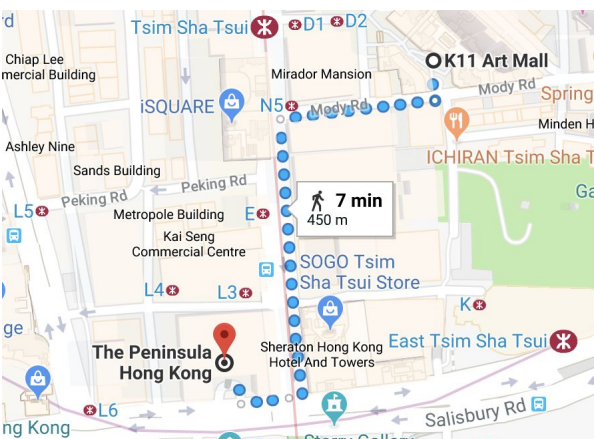 rd
Tsim Sha Tsui
D1
D2
Chiap Lee
mercial Building
K11 Art Mall
Mirador Mansion
iSQUARE
N5
Mody Rd
Mody Rd
Spring
Minden H
Ashley Nine
ICHIRAN Tsim Sha T
Sands Building
Peking Rd
Peking Rd
7 min
450 m
Ga
L5
Metropole Building
E
Kai Seng
Commercial Centre
SOGO Tsim
Sha Tsui Store
L4
L3
K
ge
The Peninsula
Hong Kong
Sheraton Hong Kong
Hotel And Towers
East Tsim Sha Tsui
L6
Salisbury Rd
ng Kong